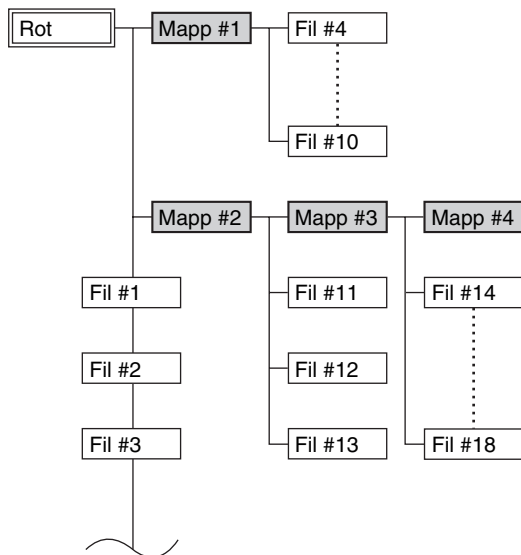 Rot
Mapp #1
Fil #4
Fil #10
Mapp #2
Mapp #3
Mapp #4
Fil #1
Fil #11
Fil #14
Fil #2
Fil #12
Fil #3
Fil #13
Fil #18